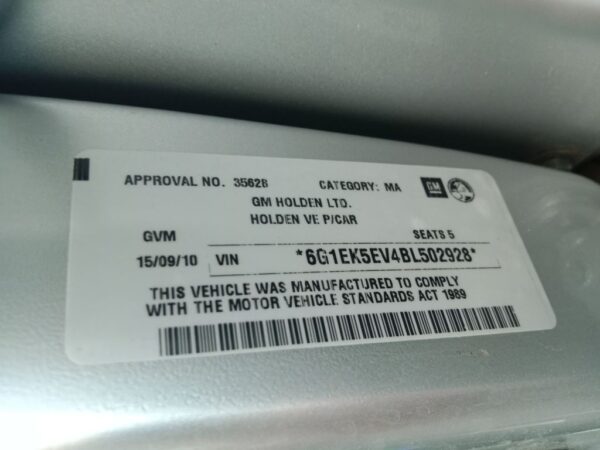 APPROVAL NO. 35628 CATEGORY: MA GM
GM HOLDEN LTD.
HOLDEN VE P/CAR
GVM SEATS 5
15/09/10 VIN *6G1EK5EV4BL502928*
THIS VEHICLE WAS MANUFACTURED TO COMPLY
WITH THE MOTOR VEHICLE STANDARDS ACT 1989